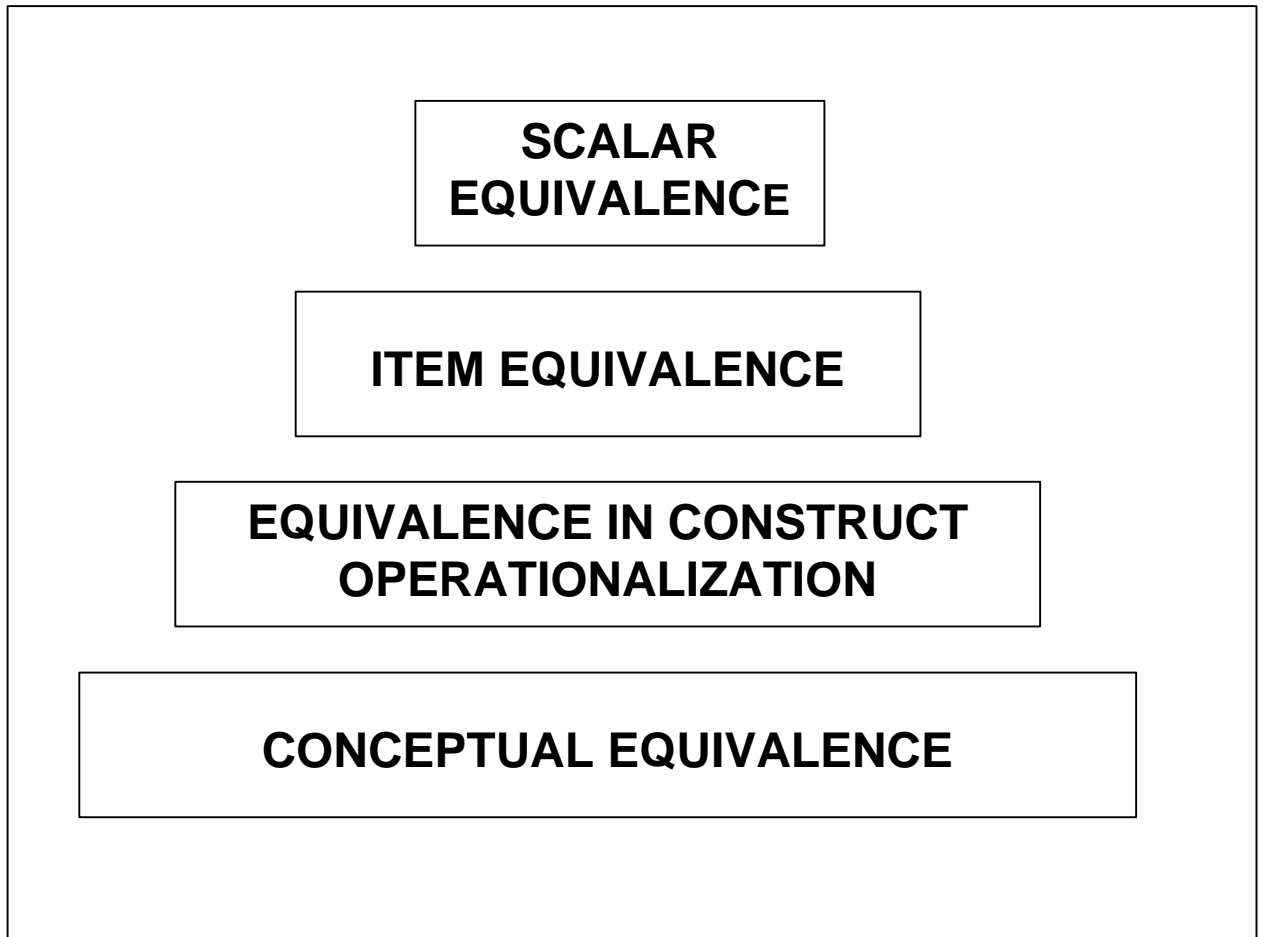 SCALAR
EQUIVALENCE
ITEM EQUIVALENCE
EQUIVALENCE IN CONSTRUCT
OPERATIONALIZATION
CONCEPTUAL EQUIVALENCE